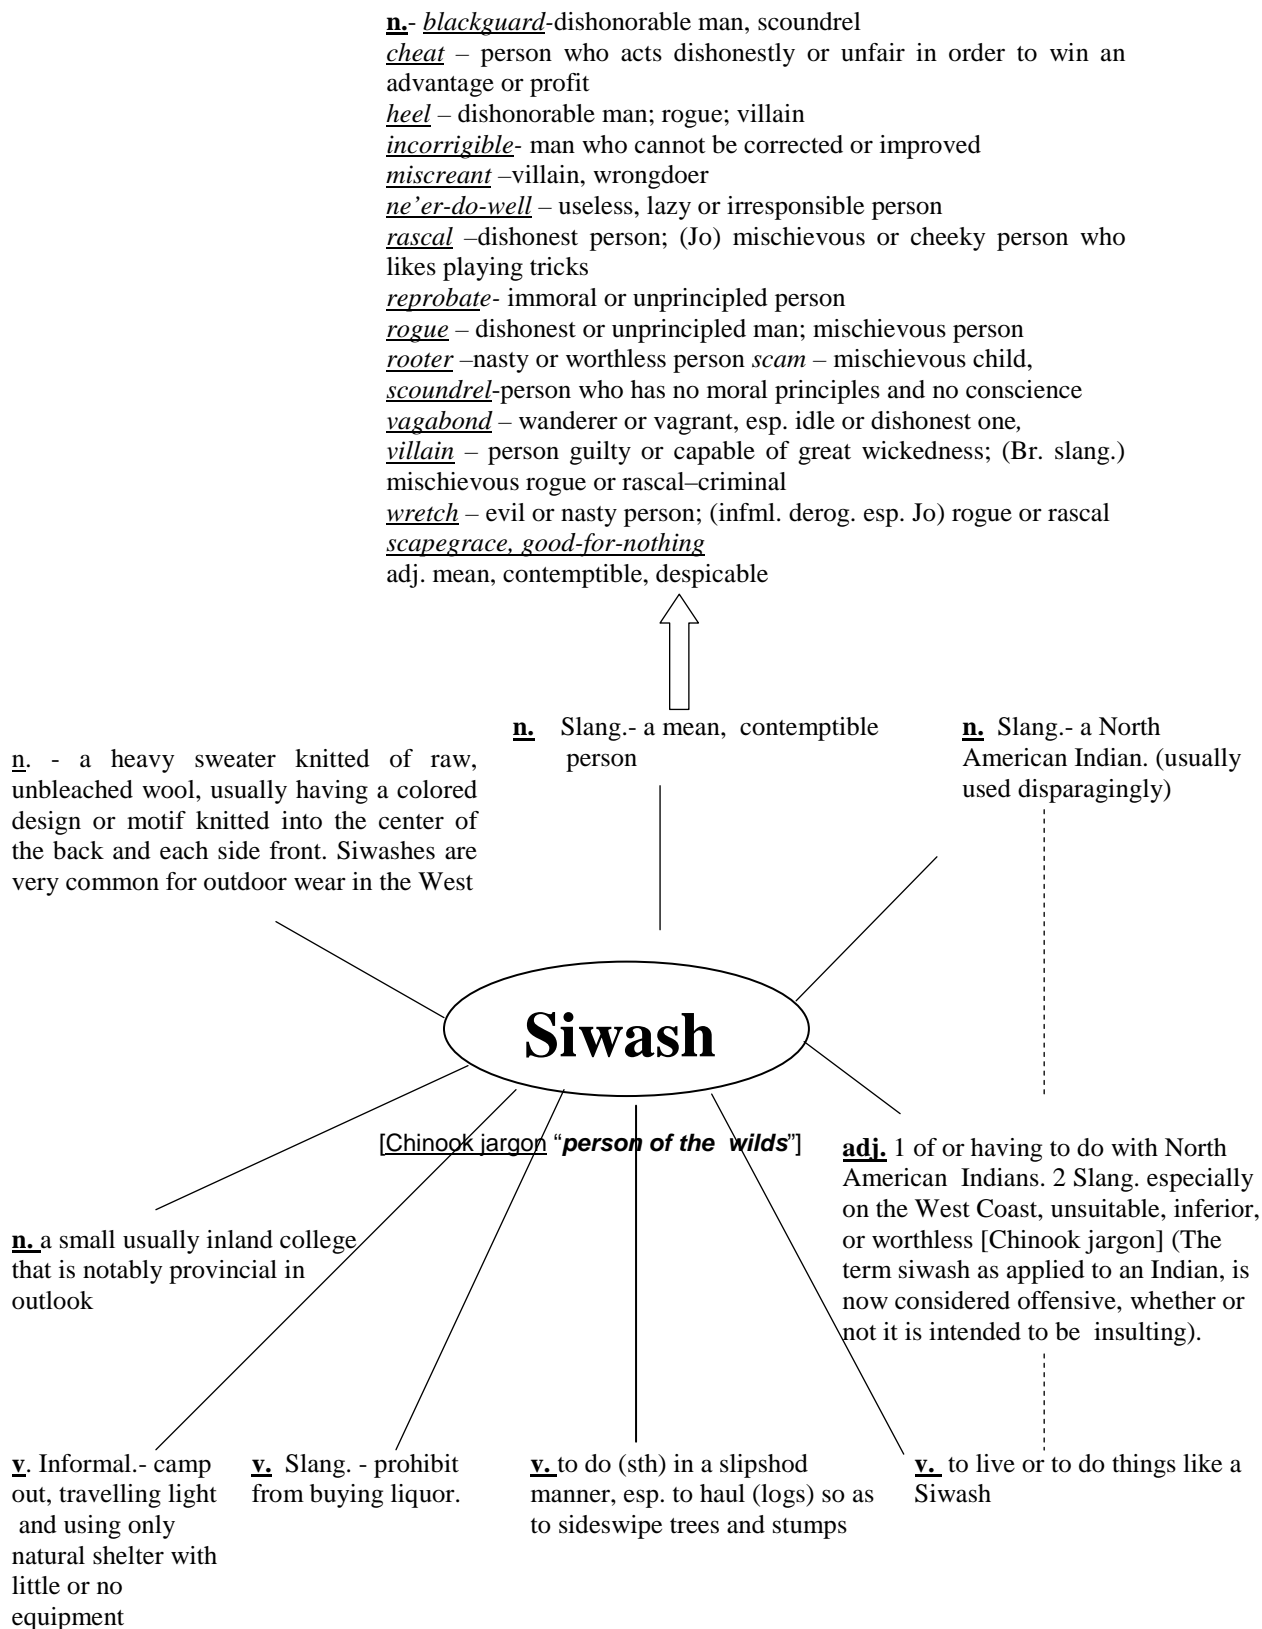 n.- blackguard-dishonorable man, scoundrel
cheat – person who acts dishonestly or unfair in order to win an
advantage or profit
heel – dishonorable man; rogue; villain
incorrigible- man who cannot be corrected or improved
miscreant –villain, wrongdoer
ne’er-do-well – useless, lazy or irresponsible person
rascal –dishonest person; (Jo) mischievous or cheeky person who
likes playing tricks
reprobate- immoral or unprincipled person
rogue – dishonest or unprincipled man; mischievous person
rooter –nasty or worthless person scam – mischievous child,
scoundrel-person who has no moral principles and no conscience
vagabond – wanderer or vagrant, esp. idle or dishonest one,
villain – person guilty or capable of great wickedness; (Br. slang.)
mischievous rogue or rascal–criminal
wretch – evil or nasty person; (infml. derog. esp. Jo) rogue or rascal
scapegrace, good-for-nothing
adj. mean, contemptible, despicable
n. - a heavy sweater knitted of raw,
unbleached wool, usually having a colored
design or motif knitted into the center of
the back and each side front. Siwashes are
very common for outdoor wear in the West
n. Slang.- a mean, contemptible
person
n. Slang.- a North
American Indian. (usually
used disparagingly)
Siwash
[Chinook jargon “person of the wilds”]
adj. 1 of or having to do with North
American Indians. 2 Slang. especially
on the West Coast, unsuitable, inferior,
or worthless [Chinook jargon] (The
term siwash as applied to an Indian, is
now considered offensive, whether or
not it is intended to be insulting).
n. a small usually inland college
that is notably provincial in
outlook
v. Informal.- camp
out, travelling light
and using only
natural shelter with
little or no
equipment
v. Slang. - prohibit
from buying liquor.
v. to do (sth) in a slipshod
manner, esp. to haul (logs) so as
to sideswipe trees and stumps
v. to live or to do things like a
Siwash